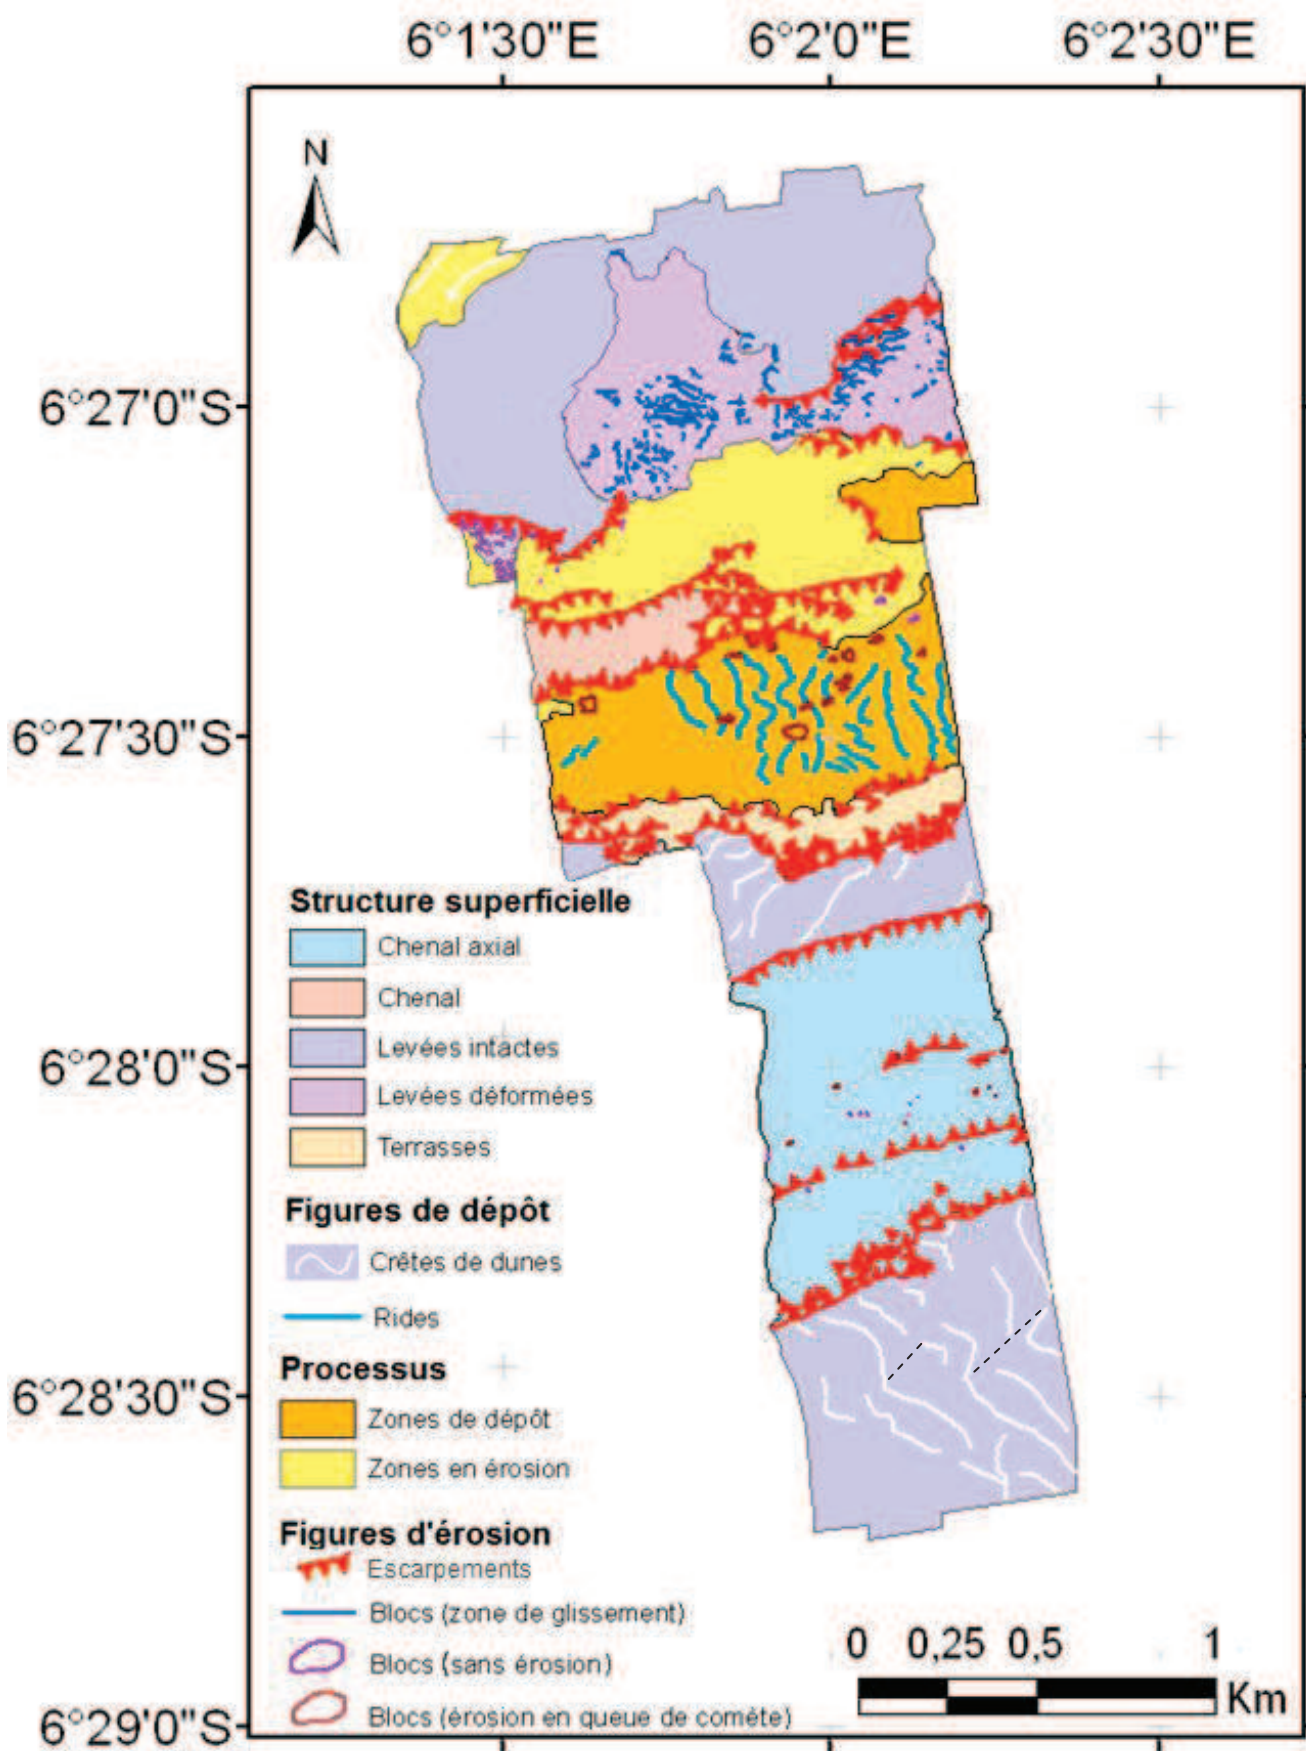 6°1'30"E 6°2'0"E 6°2'30"E
N
6°27'0"S
6°27'30"S
6°28'0"S
6°28'30"S
6°29'0"S
Structure superficielle
Chenal axial
Chenal
Levées intactes
Levées déformées
Terrasses
Figures de dépôt
Crêtes de dunes
Rides
Processus
Zones de dépôt
Zones en érosion
Figures d'érosion
Escarpements
Blocs (zone de glissement)
Blocs (sans érosion)
Blocs (érosion en queue de comète)
0 0,25 0,5 1
Km